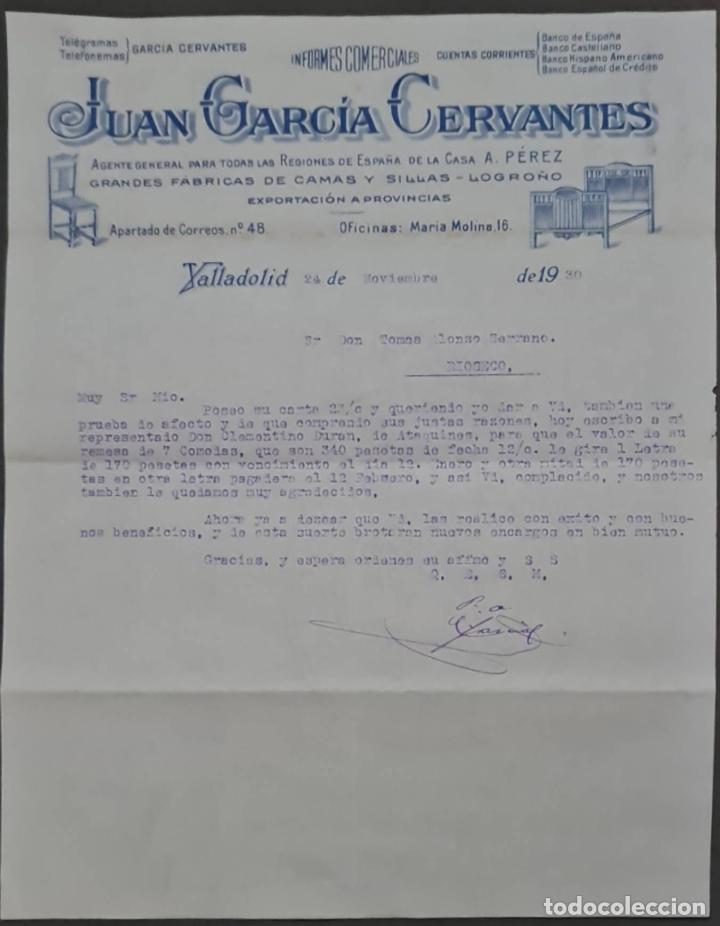 Telégramas
Telefonemas
GARCIA CERVANTES
INFORMES COMERCIALES
CUENTAS CORRIENTES
Banco de España
Banco Castellano
Banco Hispano Americano
Banco Español de Crédito
JUAN GARCÍA CERVANTES
AGENTE GENERAL PARA TODAS LAS REGIONES DE ESPAÑA DE LA CASA A. PÉREZ
GRANDES FÁBRICAS DE CAMAS Y SILLAS - LOGROÑO
EXPORTACIÓN A PROVINCIAS
Apartado de Correos, nº 48.
Oficinas: Maria Molina, 16.
Valladolid 24 de Noviembre de 1930
Sr Don Tomas Alonso Serrano.
RIOSECO,
Muy Sr Mio.
Poseo su carta 23/c y queriendo yo dar a Vd, tambien una
prueba de afecto y de que comprendo sus justas razones, hoy escribo a mi
representado Don Clementino Duran, de Ataquines, para que el valor de su
remesa de 7 Comodas, que son 340 pesetas de fecha 12/c. le gire 1 Letra
de 170 pesetas con vencimiento el dia 12. Enero y otra mitad de 170 pese-
tas en otra letra pagadera el 12 Febrero, y asi Vd, complacido, y nosotros
tambien le quedamos muy agradecidos,
Ahora ya a desear que Vd, las realice con exito y con bue-
nos beneficios, y de esta suerte brotaran nuevos encargos en bien mutuo.
Gracias, y espera ordenes su affmo y S S
Q. E, S, M,
P. a.
todocoleccion